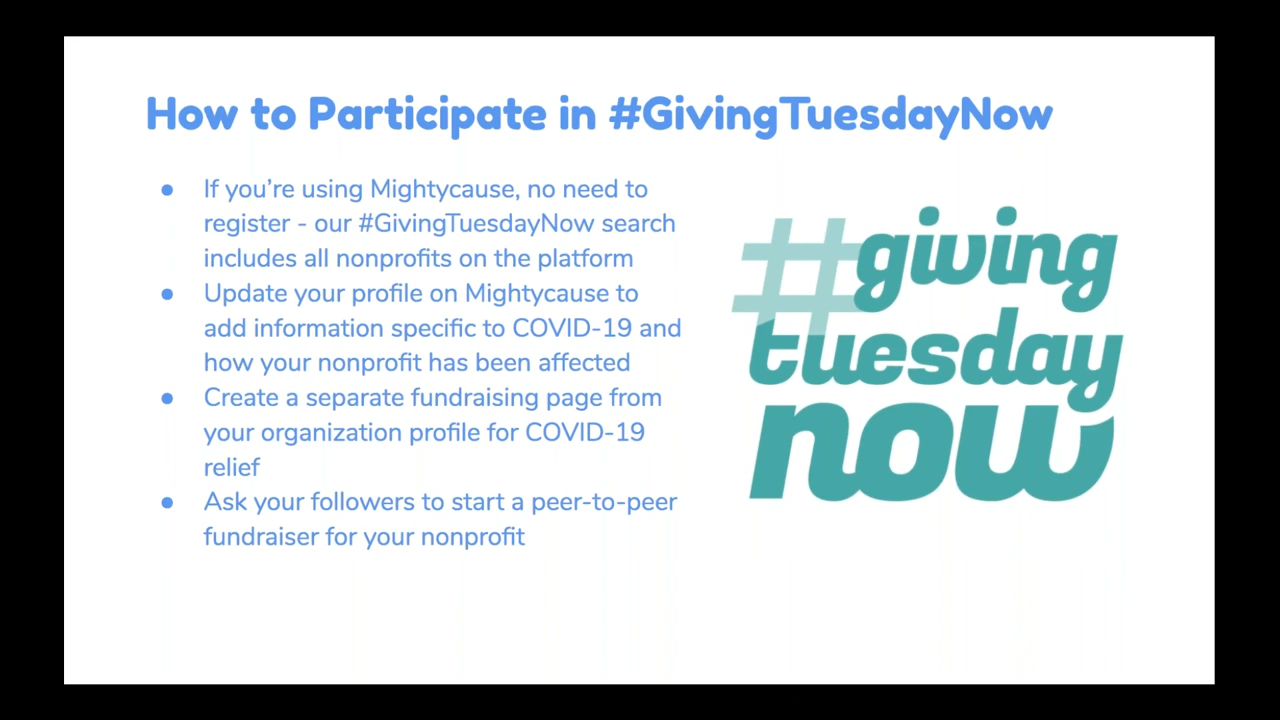 How to Participate in #GivingTuesdayNow
● If you’re using Mightycause, no need to
register - our #GivingTuesdayNow search
includes all nonprofits on the platform
● Update your profile on Mightycause to
add information specific to COVID-19 and
how your nonprofit has been affected
● Create a separate fundraising page from
your organization profile for COVID-19
relief
● Ask your followers to start a peer-to-peer
fundraiser for your nonprofit
#giving
tuesday
now